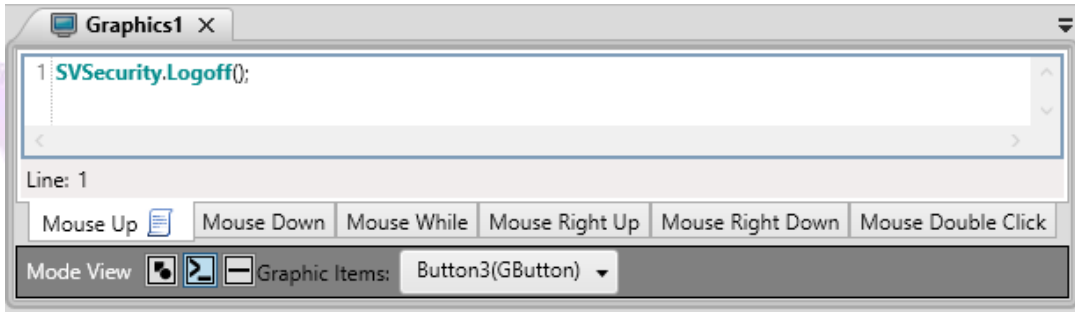 Graphics1
1 SVSecurity.Logoff();
Line: 1
Mouse Up Mouse Down Mouse While Mouse Right Up Mouse Right Down Mouse Double Click
Mode View Graphic Items: Button3(GButton)